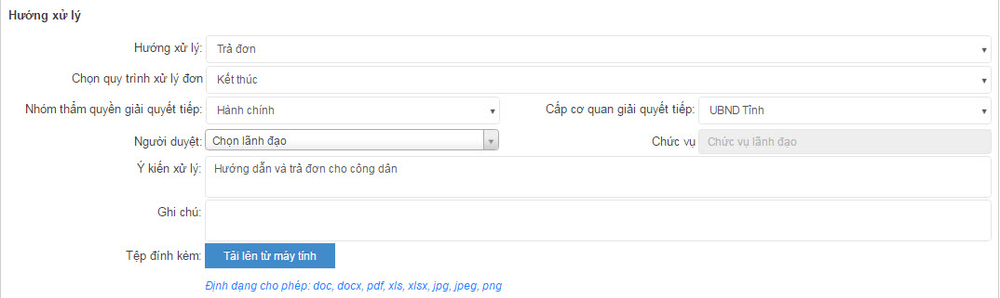 Hướng xử lý
Hướng xử lý: Trả đơn
Chọn quy trình xử lý đơn Kết thúc
Nhóm thẩm quyền giải quyết tiếp: Hành chính Cấp cơ quan giải quyết tiếp: UBND Tỉnh
Người duyệt: Chọn lãnh đạo Chức vụ Chức vụ lãnh đạo
Ý kiến xử lý: Hướng dẫn và trả đơn cho công dân
Ghi chú:
Tệp đính kèm: Tải lên từ máy tính
Định dạng cho phép: doc, docx, pdf, xls, xlsx, jpg, jpeg, png